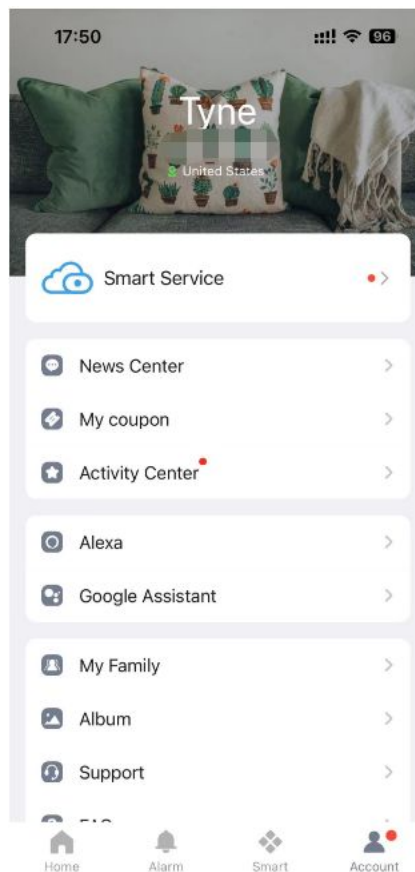 17:50
96
Tyne
United States
Smart Service
News Center
My coupon
Activity Center
Alexa
Google Assistant
My Family
Album
Support
Home
Alarm
Smart
Account